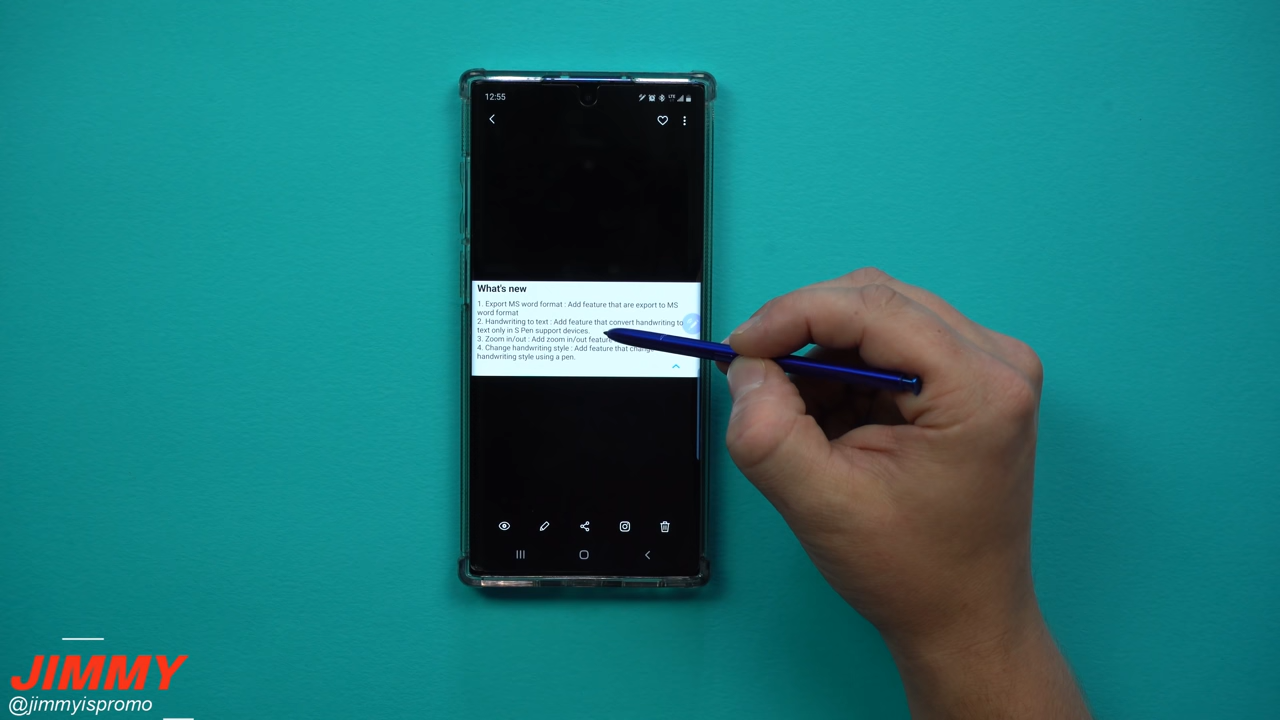 12:55
LTE
What's new
1. Export MS word format : Add feature that are export to MS
word format
2. Handwriting to text : Add feature that convert handwriting to
text only in S Pen support devices.
3. Zoom in/out : Add zoom in/out feature
4. Change handwriting style : Add feature that change
handwriting style using a pen.
JIMMY
@jimmyispromo